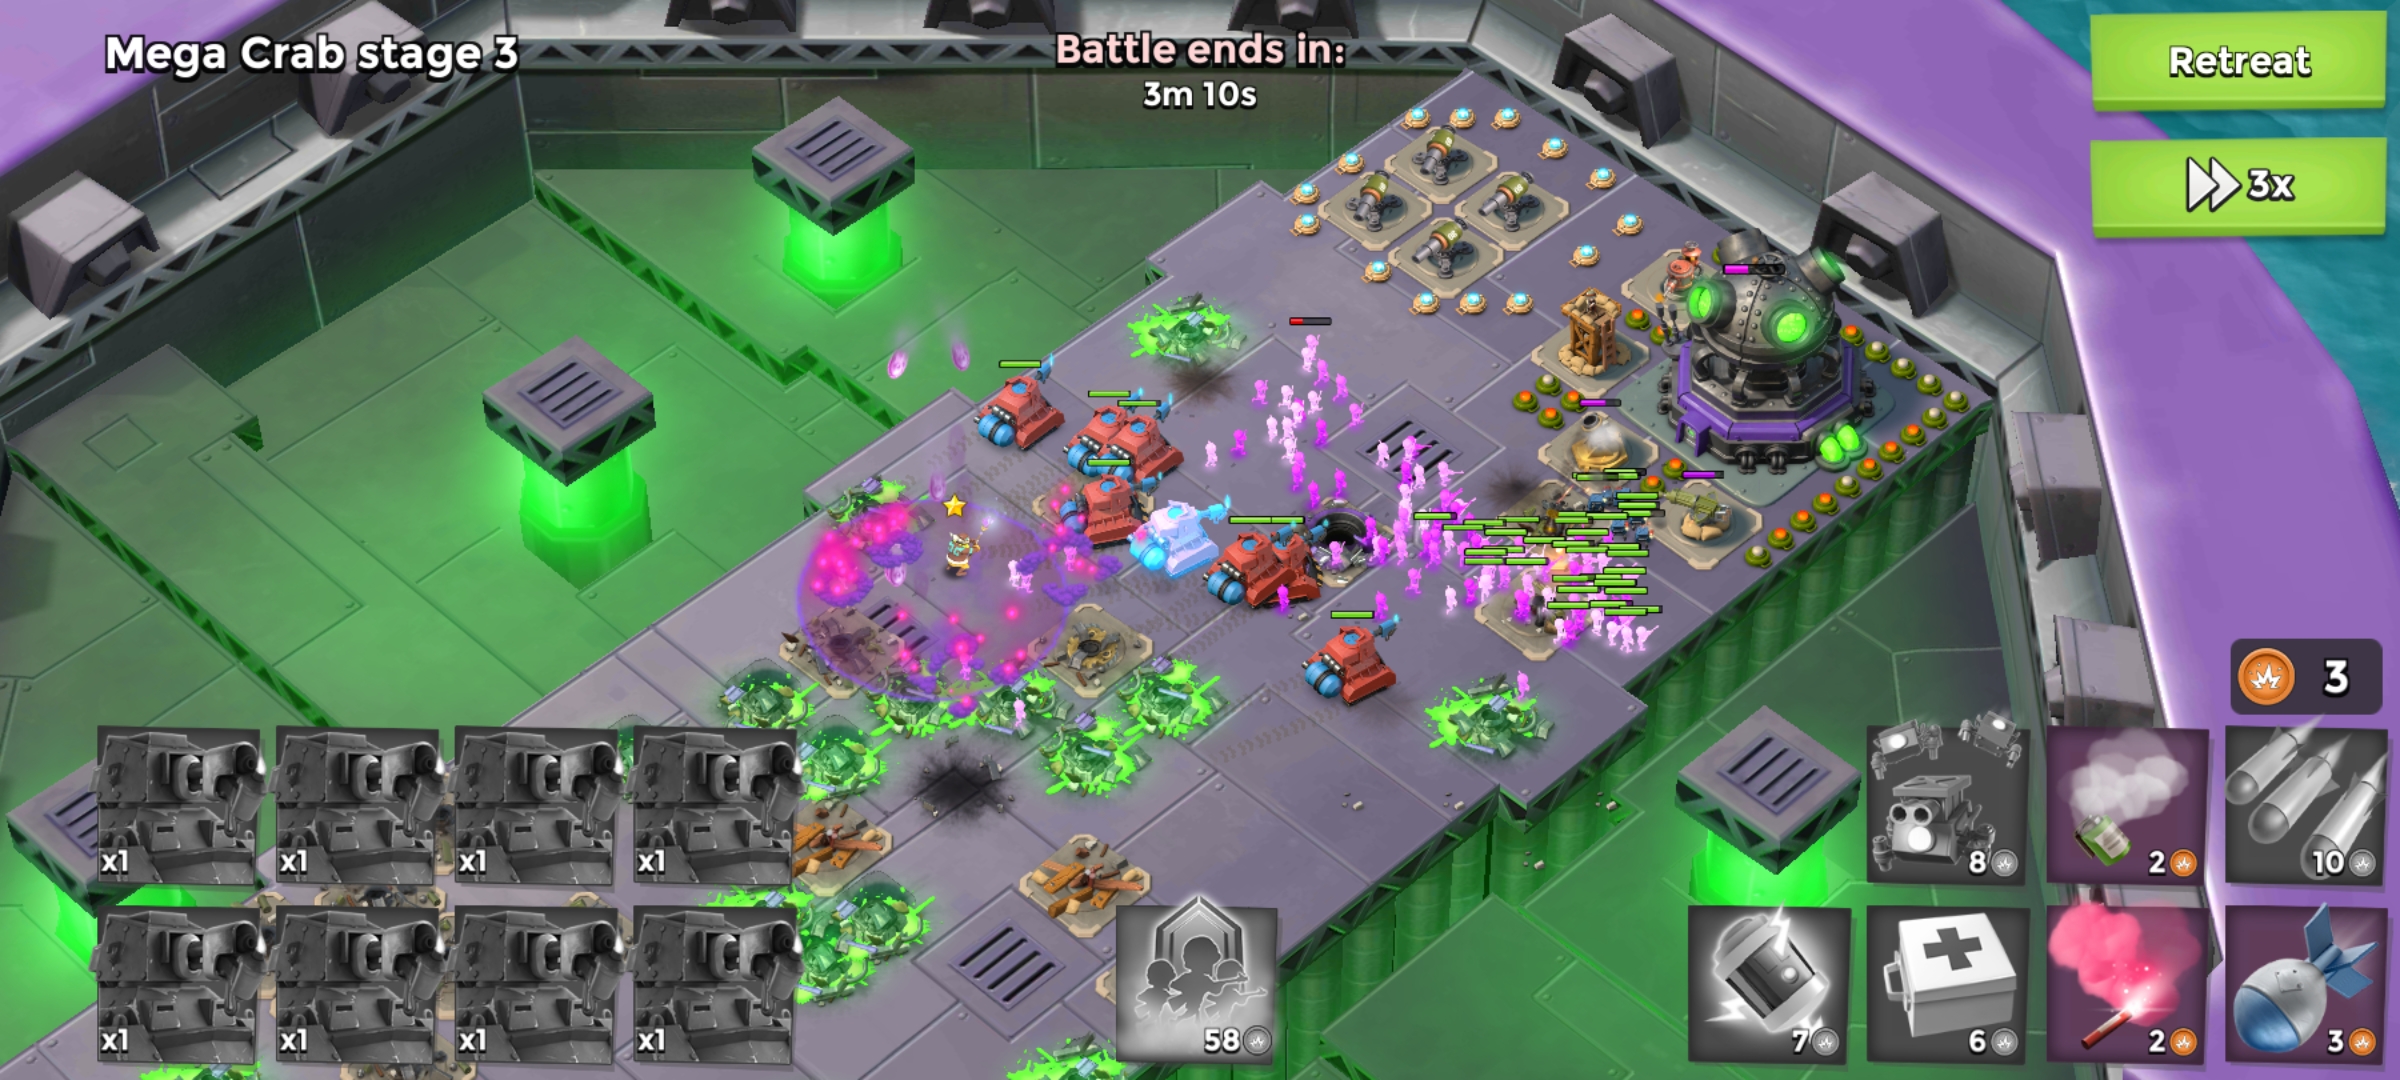 Mega Crab stage 3
Battle ends in:
3m 10s
Retreat
3x
3
x1
x1
x1
x1
8
2
10
x1
x1
x1
x1
58
7
6
2
3